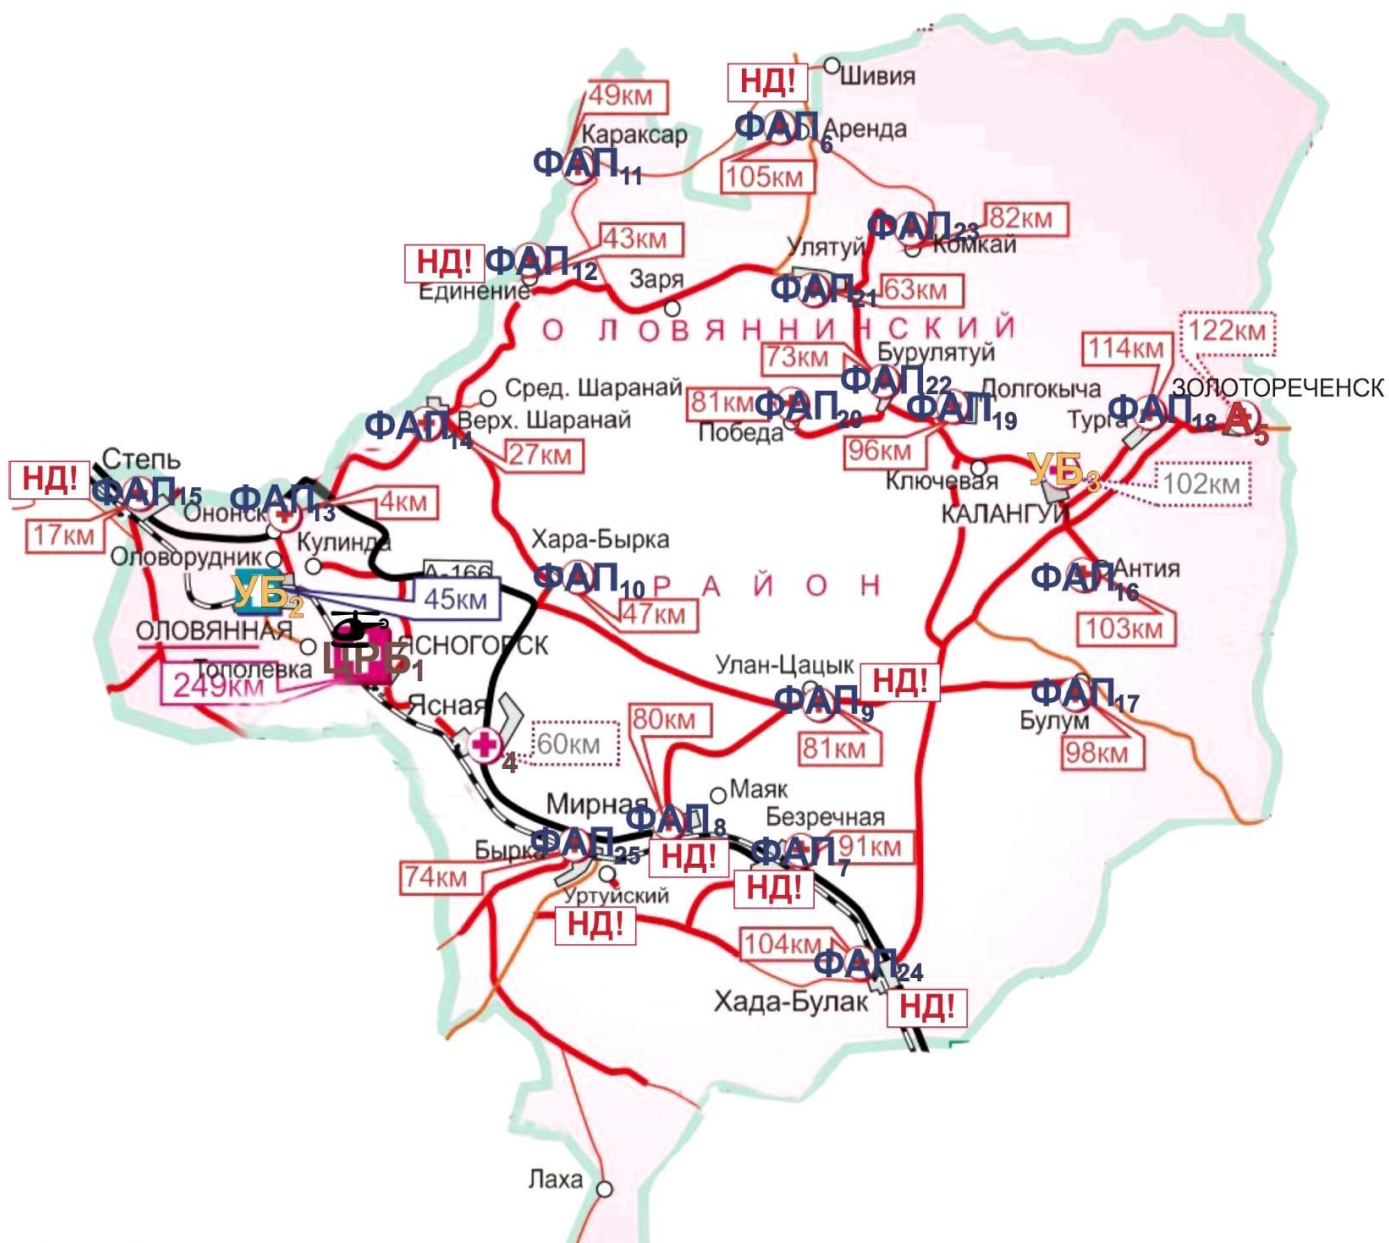 Шивия
НД!
49км
ФАП6 Аренда
Караксар
ФАП11
105км
82км
ФАП23
Комкай
43км
Улятуй
НД! ФАП12
Единение
Заря
ФАП21 63км
ОЛОВЯННИНСКИЙ
122км
73км Бурулятуй
114км
ФАП22
Сред. Шаранай
81км ФАП20
Долгокыча
ФАП19
ЗОЛОТОРЕЧЕНСК
Турга ФАП18 А5
ФАП14 Верх. Шаранай
Победа
96км
27км
Степь
НД! ФАП15
Ключевая
УБ3
102км
17км
Ононск ФАП13 4км
КАЛАНГУЙ
Кулинда
Хара-Бырка
Оловорудник
А-166
ФАП10
РАЙОН
Антия
ФАП16
УБ2
45км
47км
103км
ОЛОВЯННАЯ
ЯСНОГОРСК
ЦРБ1
Тополевка
249км
Улан-Цацык
НД!
ФАП9
ФАП17
Булум
Ясная
80км
81км
98км
60км
4
Мирная
Маяк
ФАП8
Безречная
Бырка ФАП25
НД!
ФАП7 91км
74км
НД!
Уртуйский
НД!
104км
ФАП24
Хада-Булак
НД!
Лаха